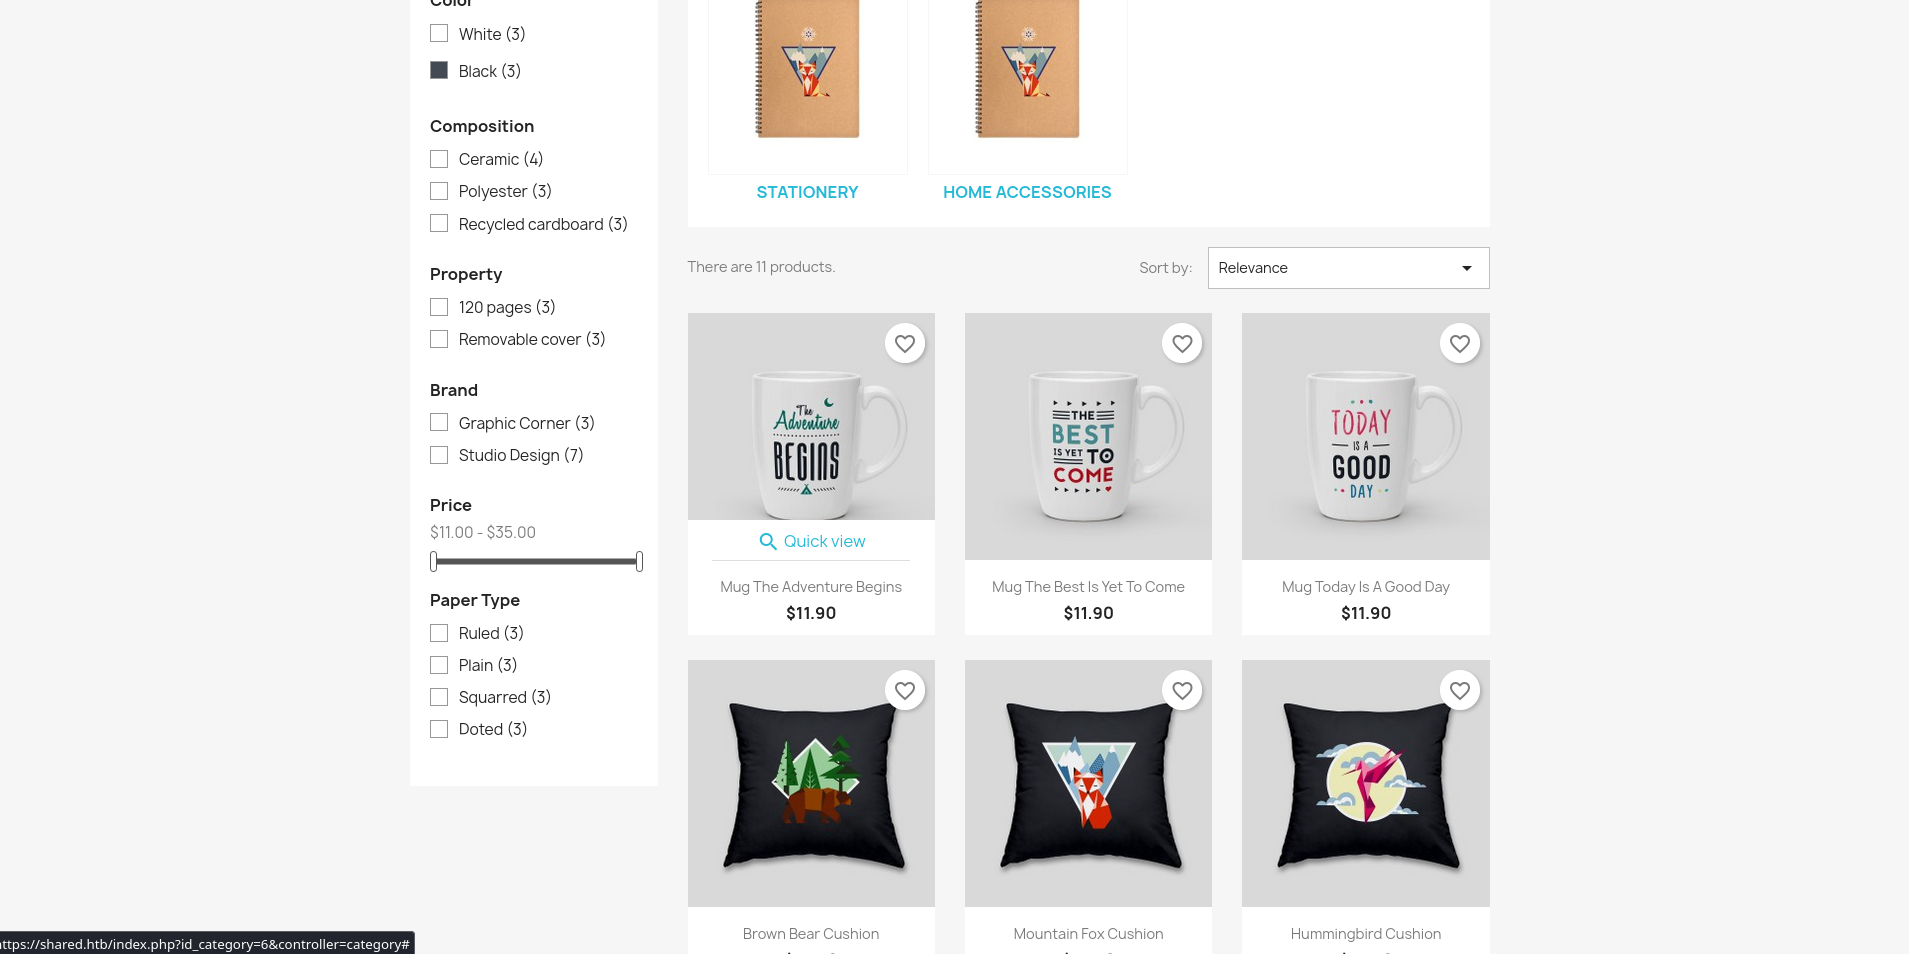 Color
White (3)
Black (3)
Composition
Ceramic (4)
Polyester (3)
Recycled cardboard (3)
Property
120 pages (3)
Removable cover (3)
Brand
Graphic Corner (3)
Studio Design (7)
Price
$11.00 - $35.00
Paper Type
Ruled (3)
Plain (3)
Squarred (3)
Doted (3)
STATIONERY
HOME ACCESSORIES
There are 11 products.
Sort by:
Relevance
The
Adventure
BEGINS
THE
BEST
IS YET TO
COME
TODAY
IS A
GOOD
DAY
Quick view
Mug The Adventure Begins
$11.90
Mug The Best Is Yet To Come
$11.90
Mug Today Is A Good Day
$11.90
Brown Bear Cushion
Mountain Fox Cushion
Hummingbird Cushion
https://shared.htb/index.php?id_category=6&controller=category#